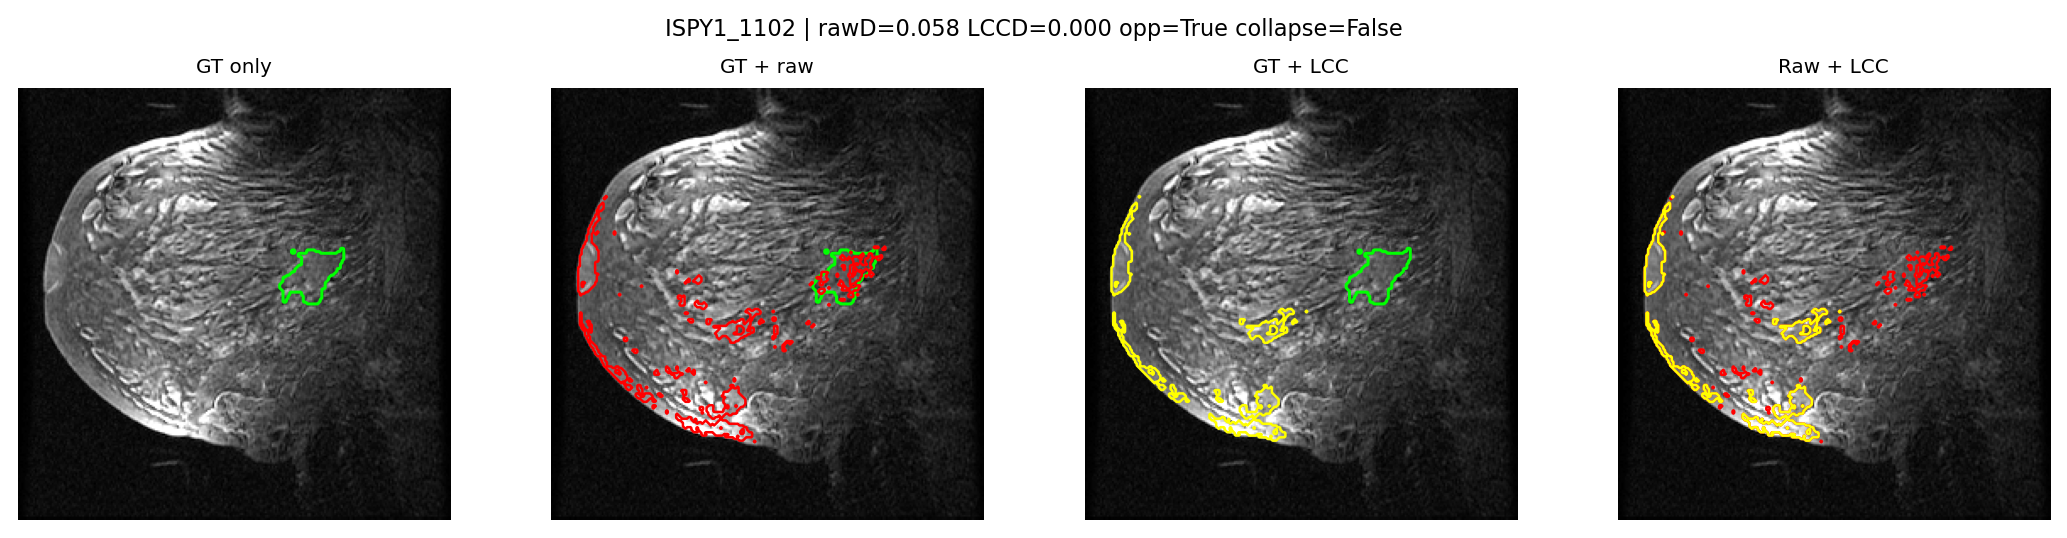 ISPY1_1102 | rawD=0.058 LCCD=0.000 opp=True collapse=False
GT only
GT + raw
GT + LCC
Raw + LCC